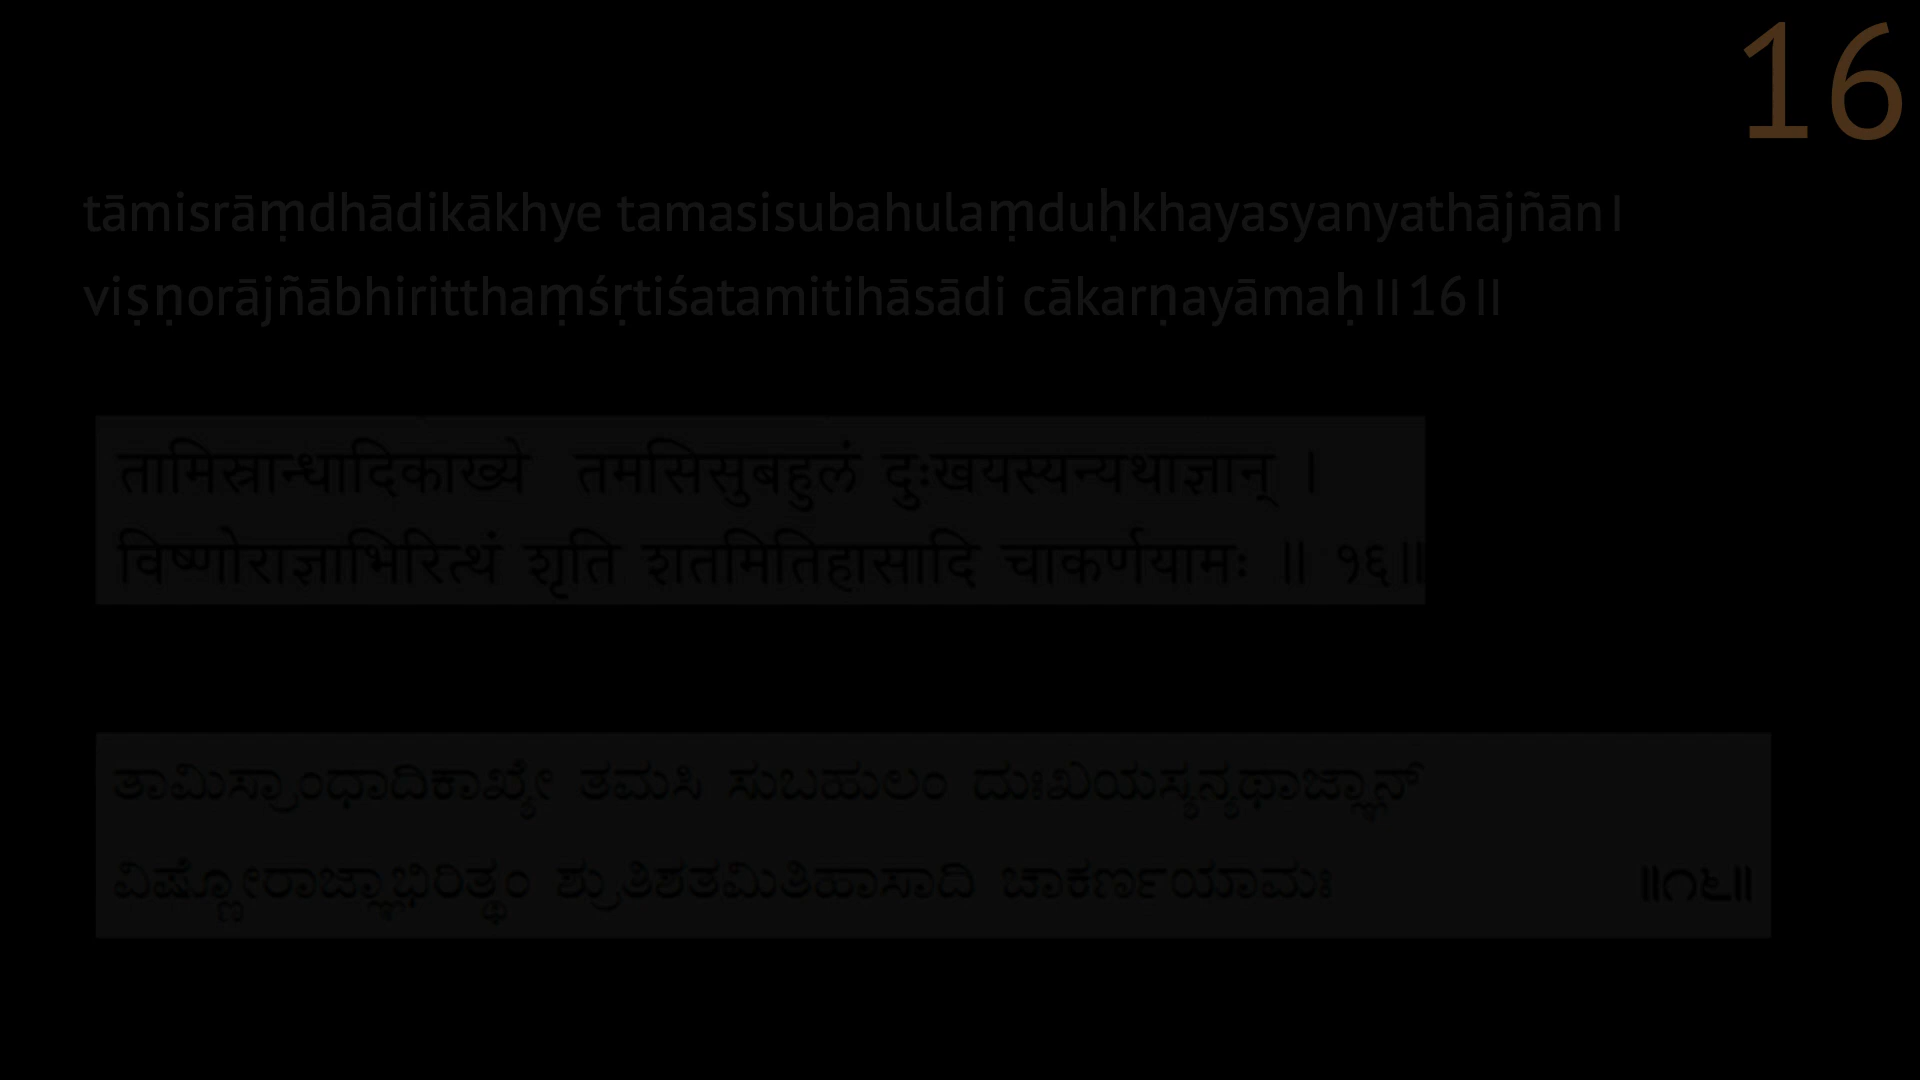 16
tāmisrāṃdhādikākhye tamasisubahulaṃduḥkhayasyanyathājñān।
viṣṇorājñābhiritthaṃśṛtiśatamitihāsādi cākarṇayāmaḥ॥16॥
तामिस्रान्धादिकाख्ये तमसिसुबहुलं दुःखयस्यन्यथाज्ञान् ।
विष्णोराज्ञाभिरित्थं शृति शतमितिहासादि चाकर्णयामः ॥ १६॥
ತಾಮಿಸ್ರಾಂಧಾದಿಕಾಖ್ಯೇ ತಮಸಿ ಸುಬಹುಲಂ ದುಃಖಯಸ್ಯನ್ಯಥಾಜ್ಞಾನ್
ವಿಷ್ಣೋರಾಜ್ಞಾಭಿರಿತ್ಥಂ ಶ್ರುತಿಶತಮಿತಿಹಾಸಾದಿ ಚಾಕರ್ಣಯಾಮಃ ॥೧೬॥